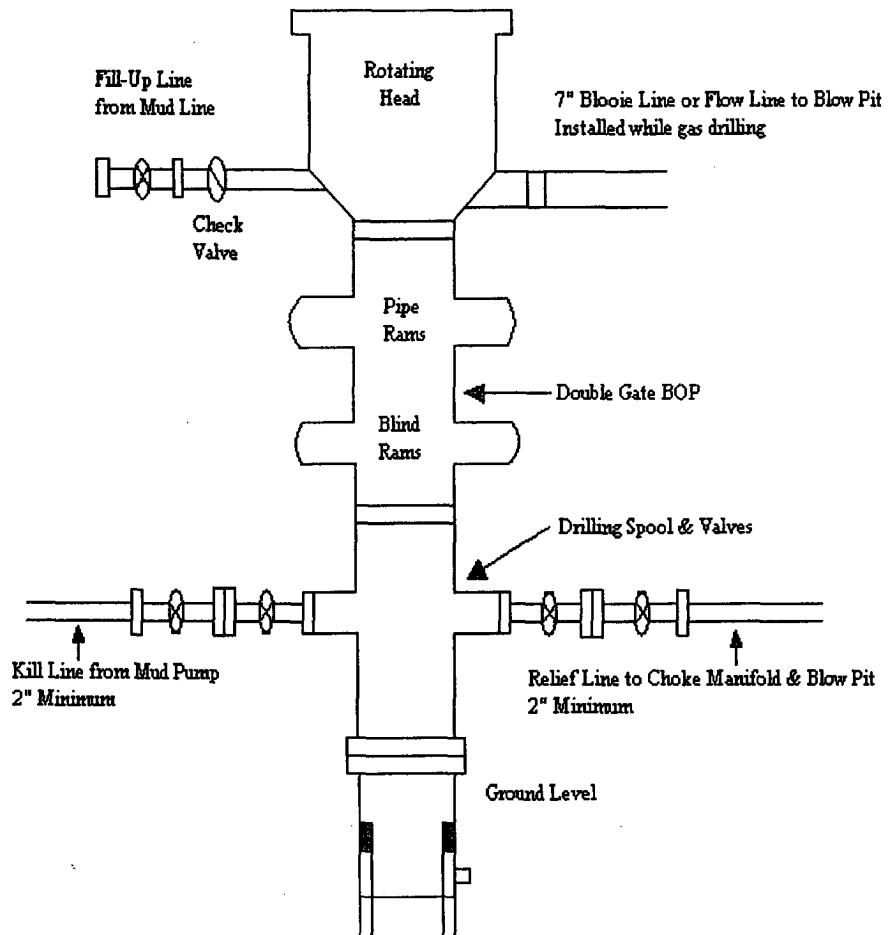 Rotating
Head
Fill-Up Line
from Mud Line
7" Blooie Line or Flow Line to Blow Pit
Installed while gas drilling
Check
Valve
Pipe
Rams
Double Gate BOP
Blind
Rams
Drilling Spool & Valves
Kill Line from Mud Pump
2" Minimum
Relief Line to Choke Manifold & Blow Pit
2" Minimum
Ground Level